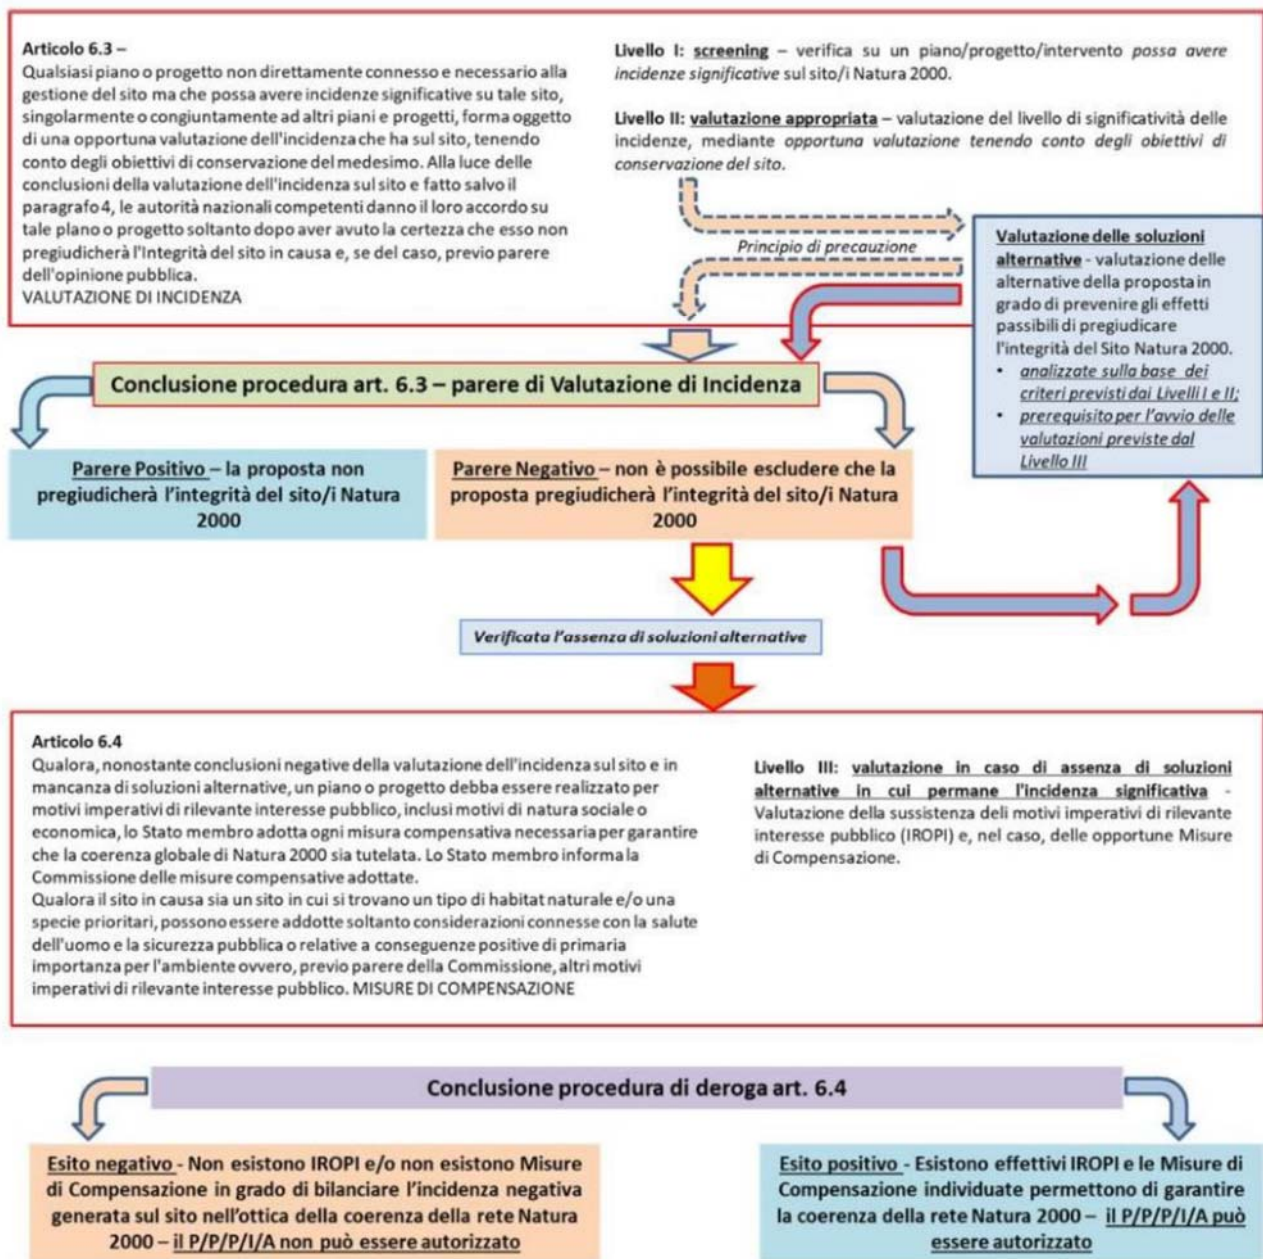 Articolo 6.3 –
Qualsiasi piano o progetto non direttamente connesso e necessario alla
gestione del sito ma che possa avere incidenze significative su tale sito,
singolarmente o congiuntamente ad altri piani e progetti, forma oggetto
di una opportuna valutazione dell'incidenza che ha sul sito, tenendo
conto degli obiettivi di conservazione del medesimo. Alla luce delle
conclusioni della valutazione dell'incidenza sul sito e fatto salvo il
paragrafo 4, le autorità nazionali competenti danno il loro accordo su
tale plano o progetto soltanto dopo aver avuto la certezza che esso non
pregiudicherà l'Integrità del sito in causa e, se del caso, previo parere
dell'opinione pubblica.
VALUTAZIONE DI INCIDENZA
Livello I: screening – verifica su un piano/progetto/intervento possa avere
incidenze significative sul sito/i Natura 2000.
Livello II: valutazione appropriata – valutazione del livello di significatività delle
incidenze, mediante opportuna valutazione tenendo conto degli obiettivi di
conservazione del sito.
Principio di precauzione
Valutazione delle soluzioni
alternative - valutazione delle
alternative della proposta in
grado di prevenire gli effetti
passibili di pregiudicare
l'integrità del Sito Natura 2000.
• analizzate sulla base dei
criteri previsti dai Livelli I e II;
• prerequisito per l'avvio delle
valutazioni previste dal
Livello III
Conclusione procedura art. 6.3 – parere di Valutazione di Incidenza
Parere Positivo – la proposta non
pregiudicherà l'integrità del sito/i Natura
2000
Parere Negativo – non è possibile escludere che la
proposta pregiudicherà l'integrità del sito/i Natura
2000
Verificata l'assenza di soluzioni alternative
Articolo 6.4
Qualora, nonostante conclusioni negative della valutazione dell'incidenza sul sito e in
mancanza di soluzioni alternative, un piano o progetto debba essere realizzato per
motivi imperativi di rilevante interesse pubblico, inclusi motivi di natura sociale o
economica, lo Stato membro adotta ogni misura compensativa necessaria per garantire
che la coerenza globale di Natura 2000 sia tutelata. Lo Stato membro informa la
Commissione delle misure compensative adottate.
Qualora il sito in causa sia un sito in cui si trovano un tipo di habitat naturale e/o una
specie prioritari, possono essere addotte soltanto considerazioni connesse con la salute
dell'uomo e la sicurezza pubblica o relative a conseguenze positive di primaria
importanza per l'ambiente ovvero, previo parere della Commissione, altri motivi
imperativi di rilevante interesse pubblico. MISURE DI COMPENSAZIONE
Livello III: valutazione in caso di assenza di soluzioni
alternative in cui permane l'incidenza significativa -
Valutazione della sussistenza deli motivi imperativi di rilevante
interesse pubblico (IROPI) e, nel caso, delle opportune Misure
di Compensazione.
Conclusione procedura di deroga art. 6.4
Esito negativo - Non esistono IROPI e/o non esistono Misure
di Compensazione in grado di bilanciare l'incidenza negativa
generata sul sito nell'ottica della coerenza della rete Natura
2000 – il P/P/P/I/A non può essere autorizzato
Esito positivo - Esistono effettivi IROPI e le Misure di
Compensazione individuate permettono di garantire
la coerenza della rete Natura 2000 – il P/P/P/I/A può
essere autorizzato